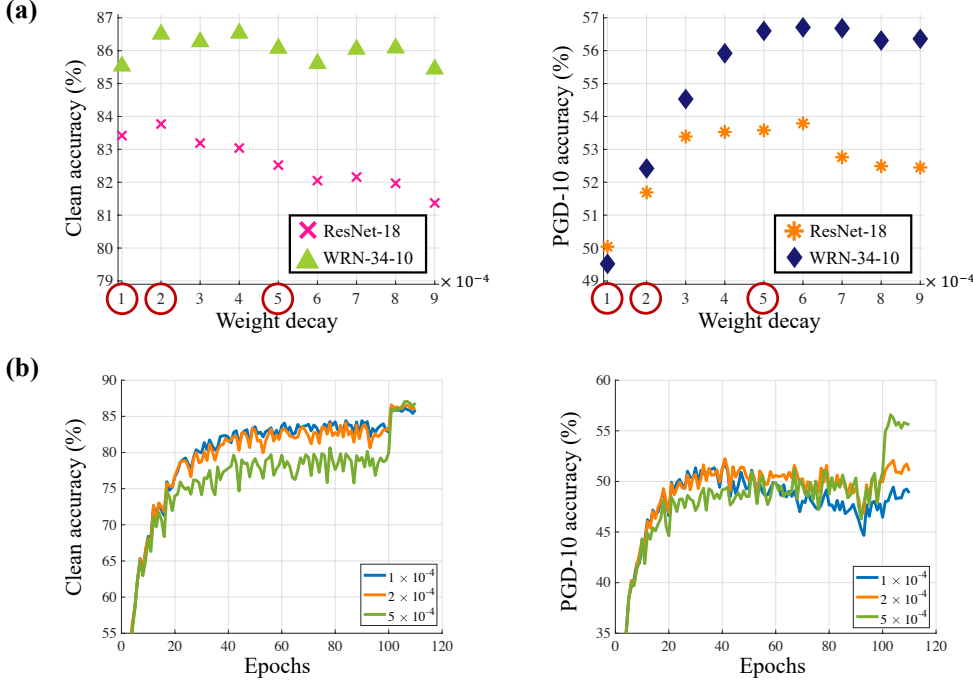 (a)
Clean accuracy (%)
87
86
85
84
83
82
81
80
79
1 2 3 4 5 6 7 8 9
× 10⁻⁴
Weight decay
ResNet-18
WRN-34-10
PGD-10 accuracy (%)
57
56
55
54
53
52
51
50
49
1 2 3 4 5 6 7 8 9
× 10⁻⁴
Weight decay
ResNet-18
WRN-34-10
(b)
Clean accuracy (%)
90
85
80
75
70
65
60
55
0 20 40 60 80 100 120
Epochs
1 × 10⁻⁴
2 × 10⁻⁴
5 × 10⁻⁴
PGD-10 accuracy (%)
60
55
50
45
40
35
0 20 40 60 80 100 120
Epochs
1 × 10⁻⁴
2 × 10⁻⁴
5 × 10⁻⁴